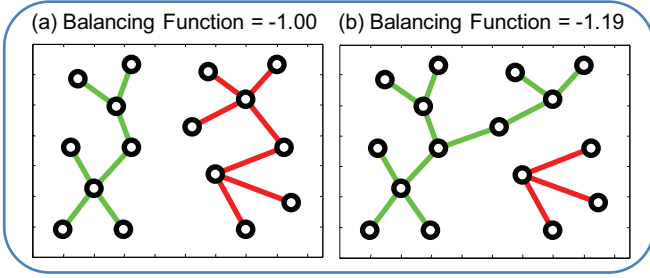 (a) Balancing Function = -1.00
(b) Balancing Function = -1.19